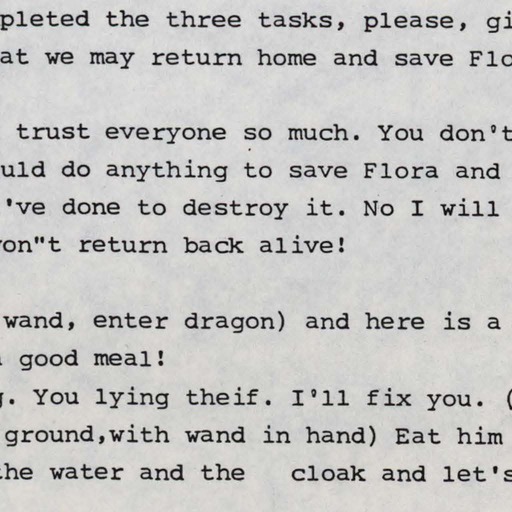 pleted the three tasks, please, gi
at we may return home and save Flo
trust everyone so much. You don't
uld do anything to save Flora and
've done to destroy it. No I will
on"t return back alive!
wand, enter dragon) and here is a
good meal!
. You lying theif. I'll fix you. (
ground,with wand in hand) Eat him
the water and the   cloak and let's